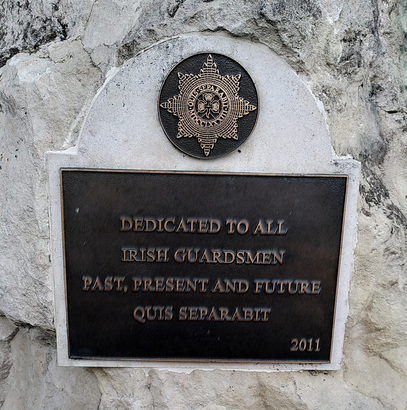 DEDICATED TO ALL
IRISH GUARDSMEN
PAST, PRESENT AND FUTURE
QUIS SEPARABIT
2011